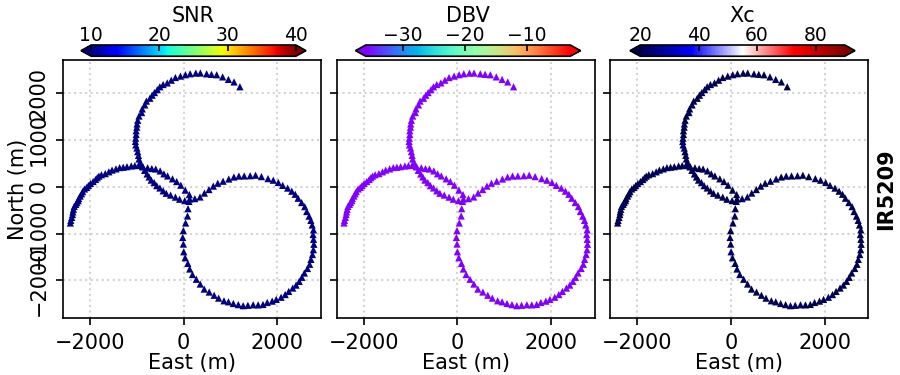 SNR DBV Xc
10 20 30 40 −30 −20 −10 20 40 60 80
North (m)
2000
1000
0
−1000
−2000
−2000 0 2000 −2000 0 2000 −2000 0 2000
East (m) East (m) East (m)
IR5209